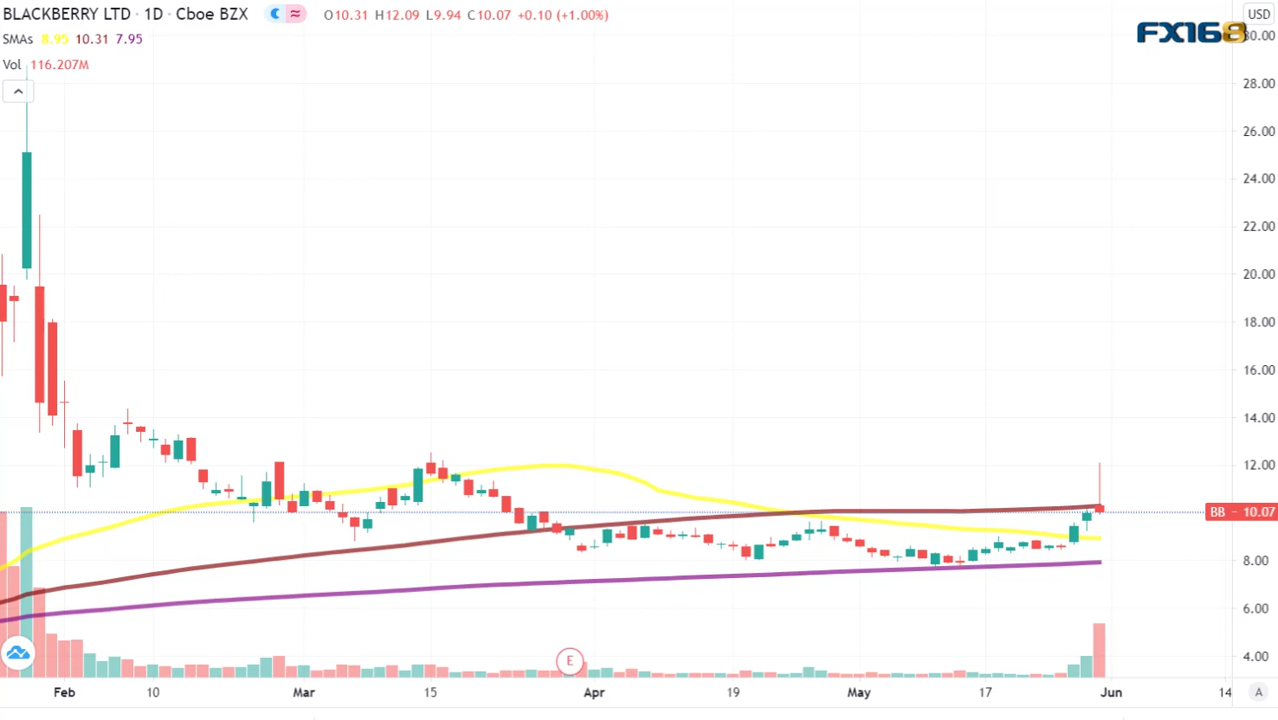 BLACKBERRY LTD · 1D · Cboe BZX O10.31 H12.09 L9.94 C10.07 +0.10 (+1.00%)
SMAs 8.95 10.31 7.95
Vol 116.207M
FX168
USD
30.00
28.00
26.00
24.00
22.00
20.00
18.00
16.00
14.00
12.00
BB − 10.07
8.00
6.00
4.00
E
Feb 10 Mar 15 Apr 19 May 17 Jun 14 A